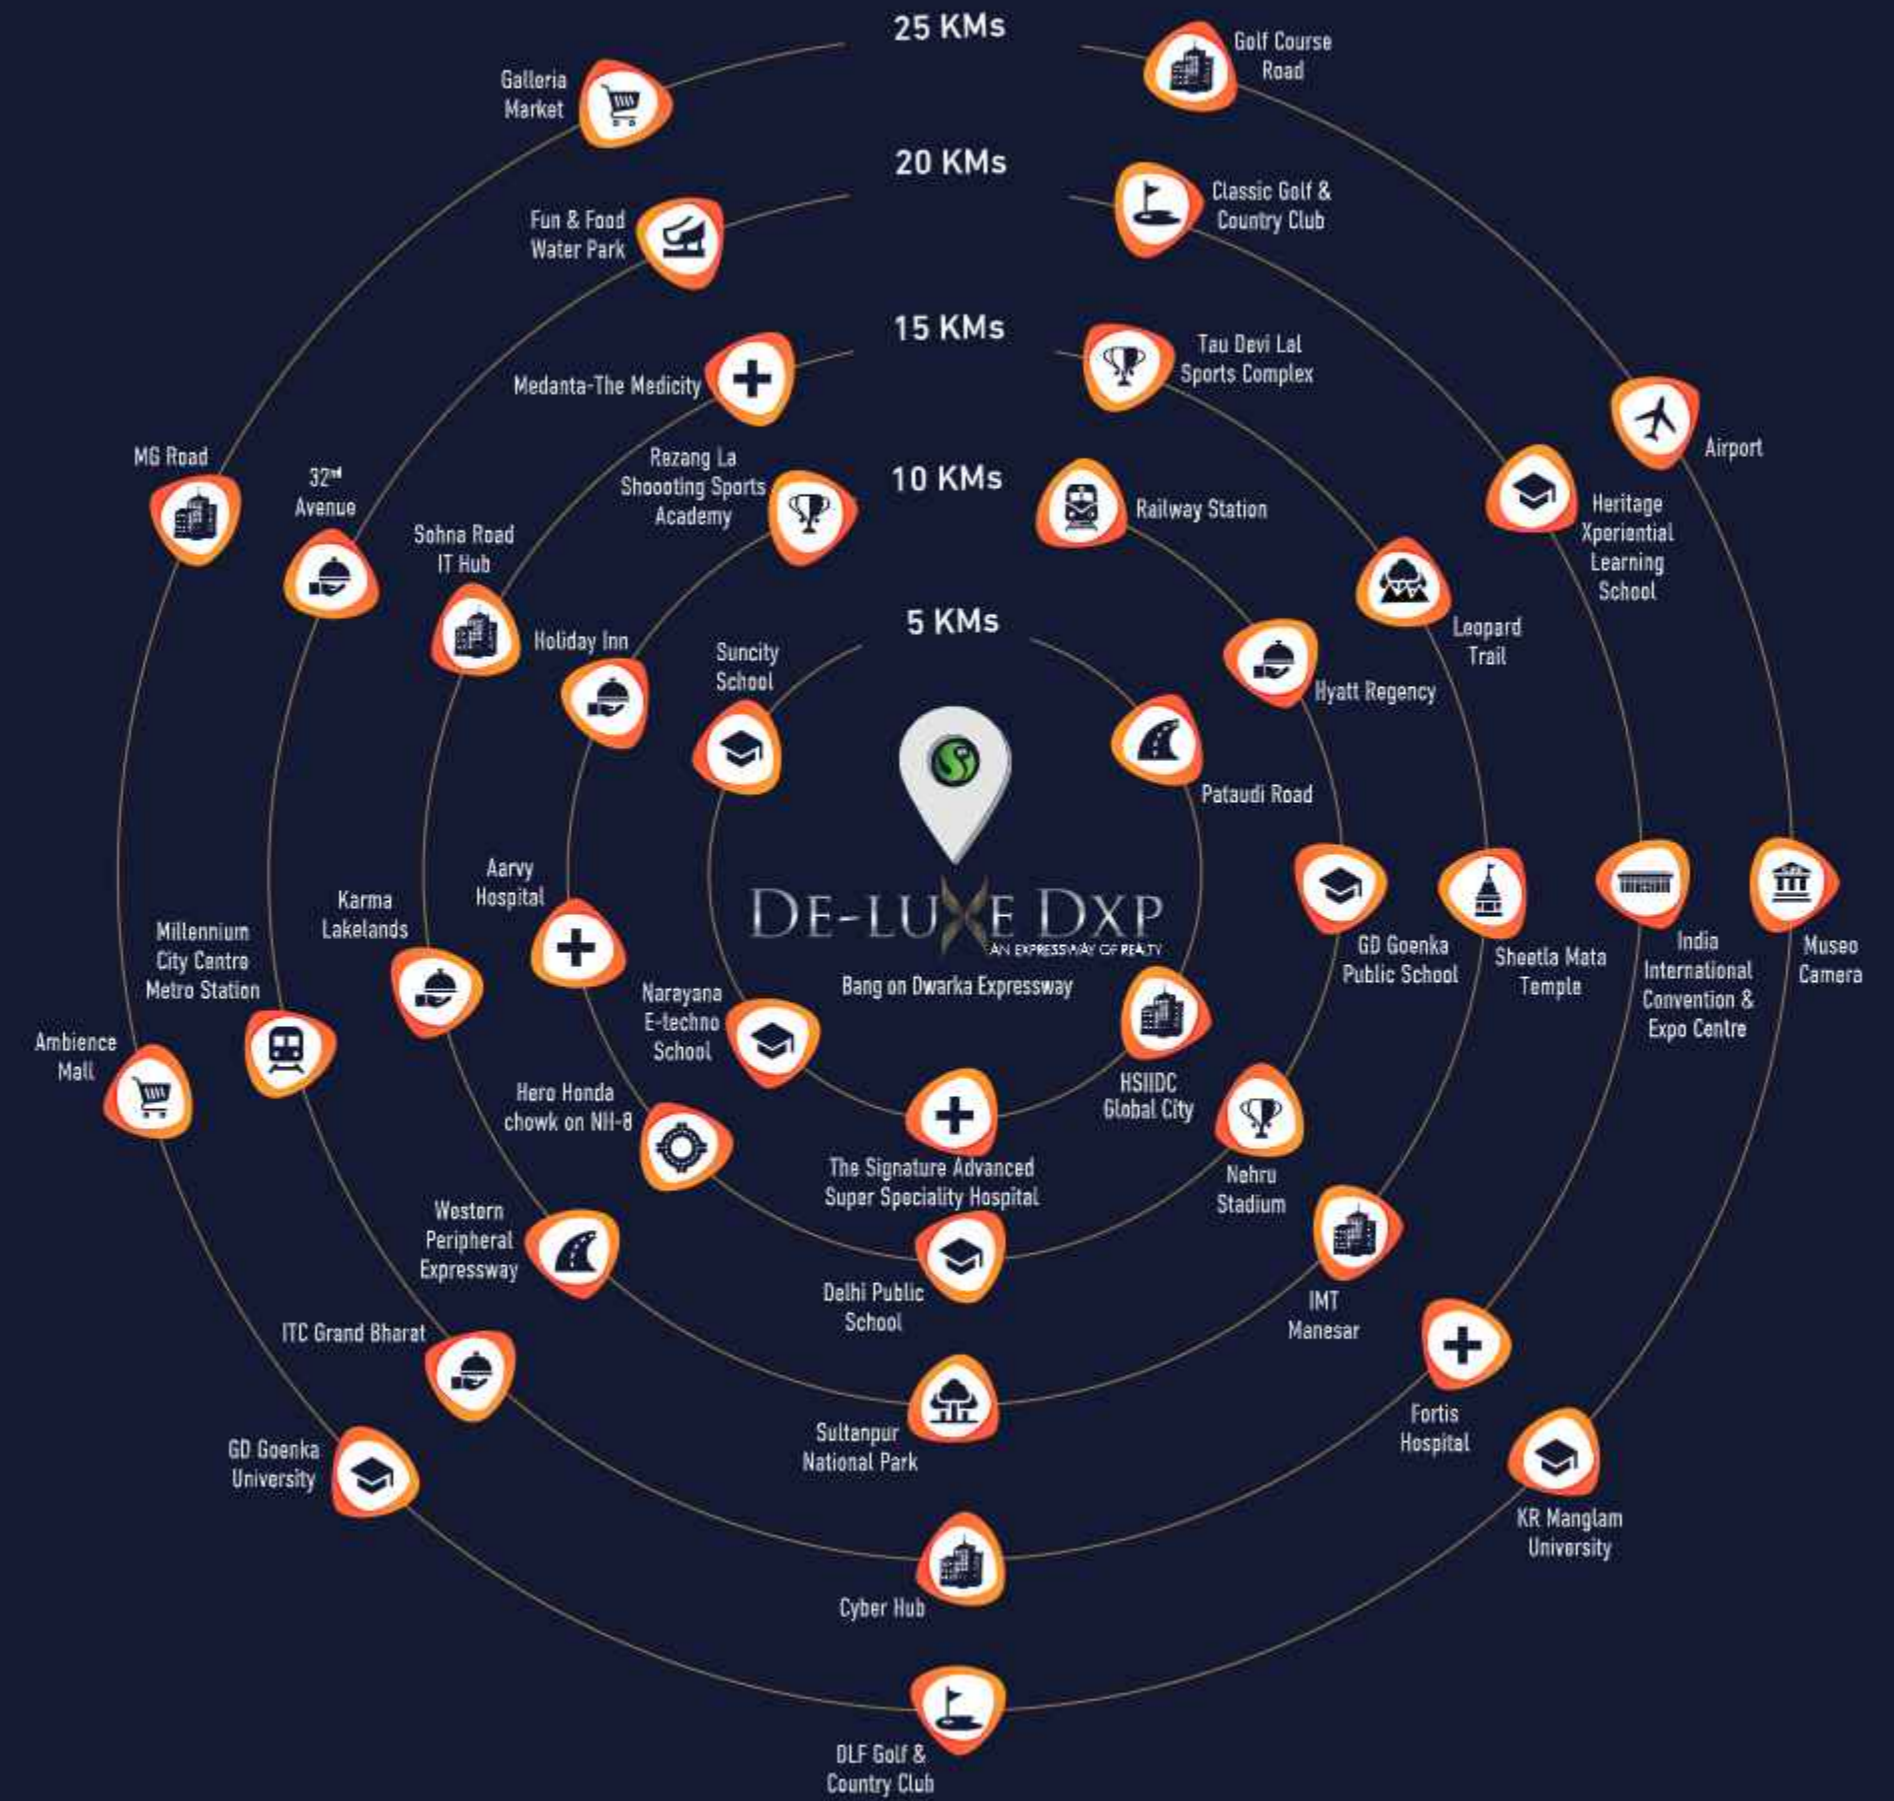 25 KMs
Golf Course
Road
Galleria
Market
20 KMs
Classic Golf &
Country Club
Fun & Food
Water Park
15 KMs
Tau Devi Lal
Sports Complex
Medanta-The Medicity
Airport
MG Road
32nd
Avenue
Rezang La
Shoooting Sports
Academy
10 KMs
Railway Station
Heritage
Xperiential
Learning
School
Sohna Road
IT Hub
Leopard
Trail
Holiday Inn
5 KMs
Suncity
School
Hyatt Regency
Pataudi Road
Aarvy
Hospital
DE-LUXE DXP
AN EXPRESSWAY OF REALTY
Bang on Dwarka Expressway
Karma
Lakelands
Millennium
City Centre
Metro Station
GD Goenka
Public School
Sheetla Mata
Temple
India
International
Convention &
Expo Centre
Museo
Camera
Narayana
E-techno
School
Ambience
Mall
HSIIDC
Global City
Hero Honda
chowk on NH-8
The Signature Advanced
Super Speciality Hospital
Nehru
Stadium
Western
Peripheral
Expressway
Delhi Public
School
IMT
Manesar
ITC Grand Bharat
Sultanpur
National Park
Fortis
Hospital
GD Goenka
University
KR Manglam
University
Cyber Hub
DLF Golf &
Country Club